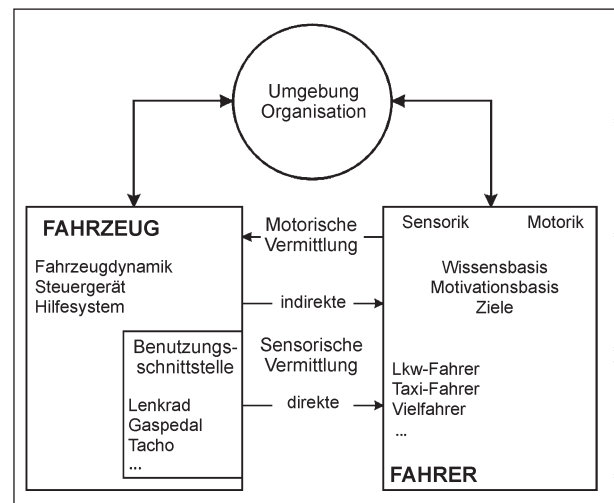 Umgebung
Organisation
FAHRZEUG
Fahrzeugdynamik
Steuergerät
Hilfesystem
Benutzungs-
schnittstelle
Lenkrad
Gaspedal
Tacho
...
Motorische
Vermittlung
indirekte
Sensorische
Vermittlung
direkte
Sensorik Motorik
Wissensbasis
Motivationsbasis
Ziele
Lkw-Fahrer
Taxi-Fahrer
Vielfahrer
...
FAHRER